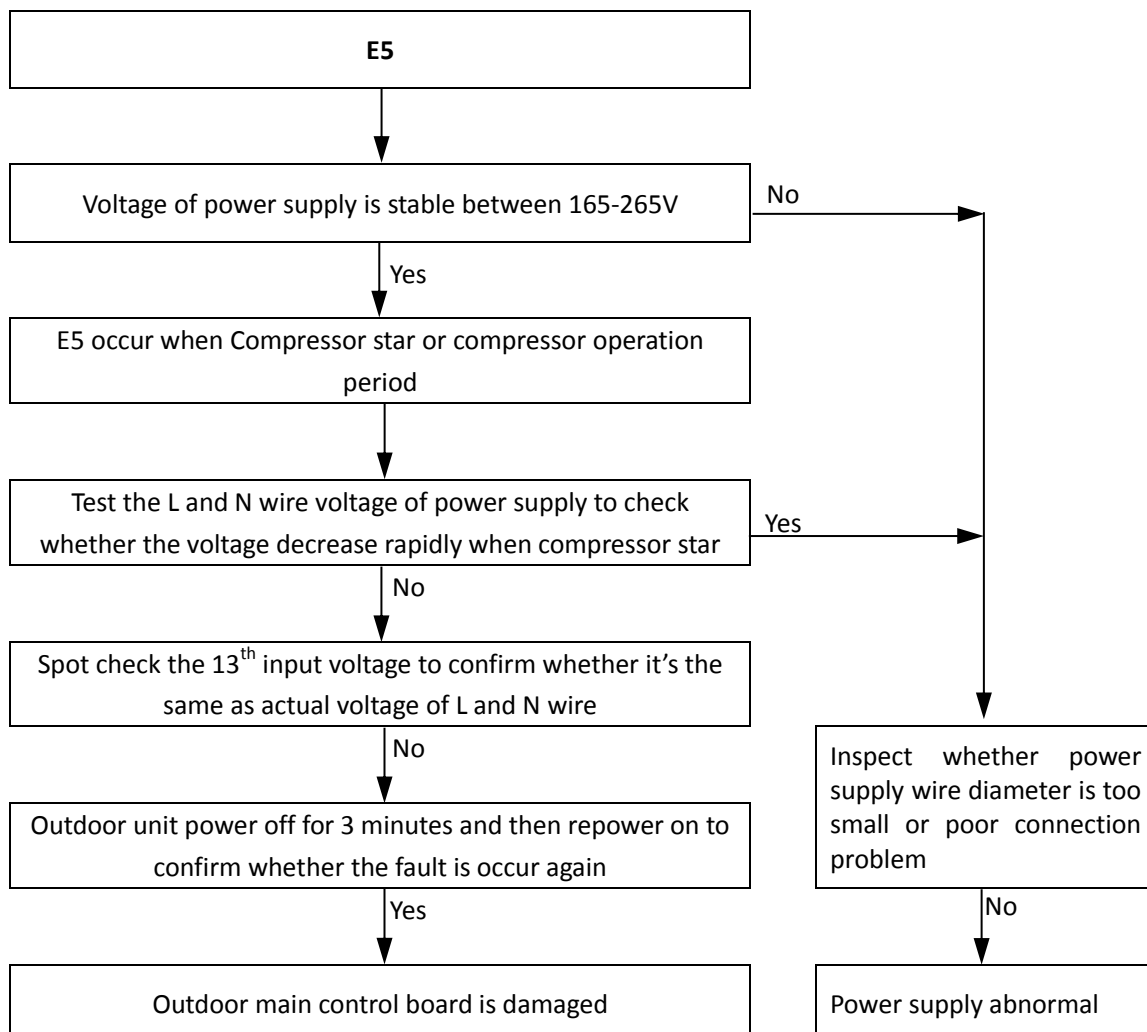 E5
Voltage of power supply is stable between 165-265V
No
Yes
E5 occur when Compressor star or compressor operation
period
Test the L and N wire voltage of power supply to check
whether the voltage decrease rapidly when compressor star
Yes
No
Spot check the 13th input voltage to confirm whether it's the
same as actual voltage of L and N wire
No
Outdoor unit power off for 3 minutes and then repower on to
confirm whether the fault is occur again
Yes
Outdoor main control board is damaged
Inspect whether power
supply wire diameter is too
small or poor connection
problem
No
Power supply abnormal